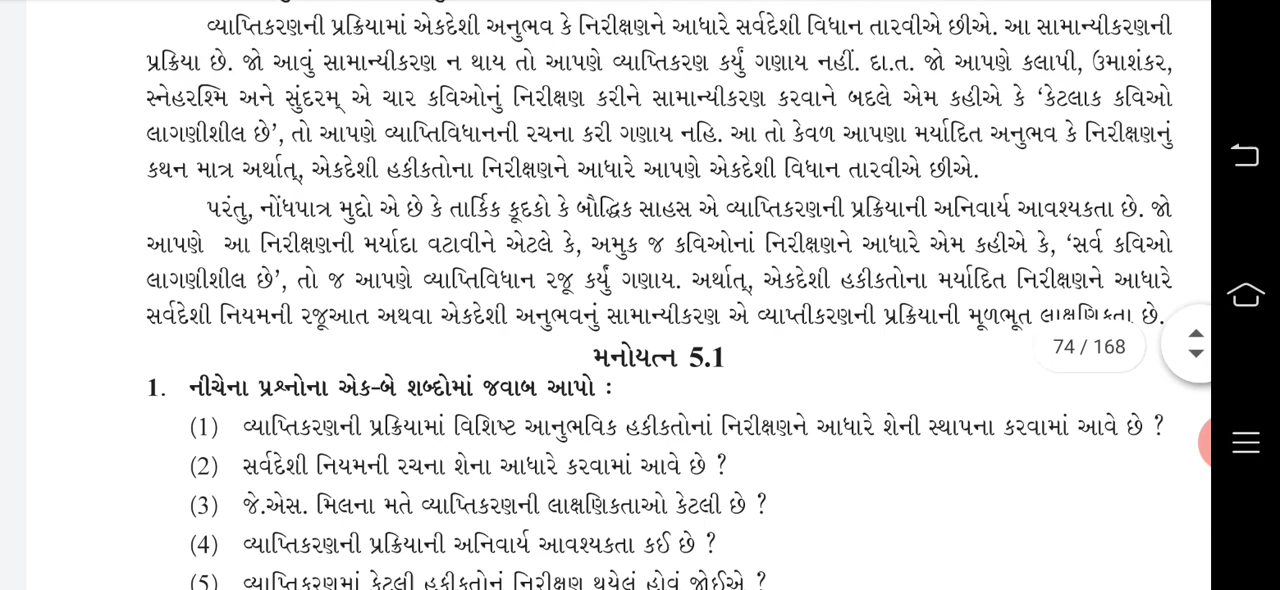 વ્યાપ્તિકરણની પ્રક્રિયામાં એકદેશી અનુભવ કે નિરીક્ષણને આધારે સર્વદેશી વિધાન તારવીએ છીએ. આ સામાન્યીકરણની
પ્રક્રિયા છે. જો આવું સામાન્યીકરણ ન થાય તો આપણે વ્યાપ્તિકરણ કર્યું ગણાય નહીં. દા.ત. જો આપણે કલાપી, ઉમાશંકર,
સ્નેહરશ્મિ અને સુંદરમ્ એ ચાર કવિઓનું નિરીક્ષણ કરીને સામાન્યીકરણ કરવાને બદલે એમ કહીએ કે ‘કેટલાક કવિઓ
લાગણીશીલ છે’, તો આપણે વ્યાપ્તિવિધાનની રચના કરી ગણાય નહિ. આ તો કેવળ આપણા મર્યાદિત અનુભવ કે નિરીક્ષણનું
કથન માત્ર અર્થાત્, એકદેશી હકીકતોના નિરીક્ષણને આધારે આપણે એકદેશી વિધાન તારવીએ છીએ.
પરંતુ, નોંધપાત્ર મુદ્દો એ છે કે તાર્કિક કૂદકો કે બૌદ્ધિક સાહસ એ વ્યાપ્તિકરણની પ્રક્રિયાની અનિવાર્ય આવશ્યકતા છે. જો
આપણે આ નિરીક્ષણની મર્યાદા વટાવીને એટલે કે, અમુક જ કવિઓનાં નિરીક્ષણને આધારે એમ કહીએ કે, ‘સર્વ કવિઓ
લાગણીશીલ છે’, તો જ આપણે વ્યાપ્તિવિધાન રજૂ કર્યું ગણાય. અર્થાત્, એકદેશી હકીકતોના મર્યાદિત નિરીક્ષણને આધારે
સર્વદેશી નિયમની રજૂઆત અથવા એકદેશી અનુભવનું સામાન્યીકરણ એ વ્યાપ્તીકરણની પ્રક્રિયાની મૂળભૂત લાક્ષણિકતા છે.
74 / 168
મનોયત્ન 5.1
1. નીચેના પ્રશ્નોના એક-બે શબ્દોમાં જવાબ આપો :
(1) વ્યાપ્તિકરણની પ્રક્રિયામાં વિશિષ્ટ આનુભવિક હકીકતોનાં નિરીક્ષણને આધારે શેની સ્થાપના કરવામાં આવે છે ?
(2) સર્વદેશી નિયમની રચના શેના આધારે કરવામાં આવે છે ?
(3) જે.એસ. મિલના મતે વ્યાપ્તિકરણની લાક્ષણિકતાઓ કેટલી છે ?
(4) વ્યાપ્તિકરણની પ્રક્રિયાની અનિવાર્ય આવશ્યકતા કઈ છે ?
(5) વ્યાપ્તિકરણમાં કેટલી હકીકતોનું નિરીક્ષણ થયેલું હોવું જોઈએ ?